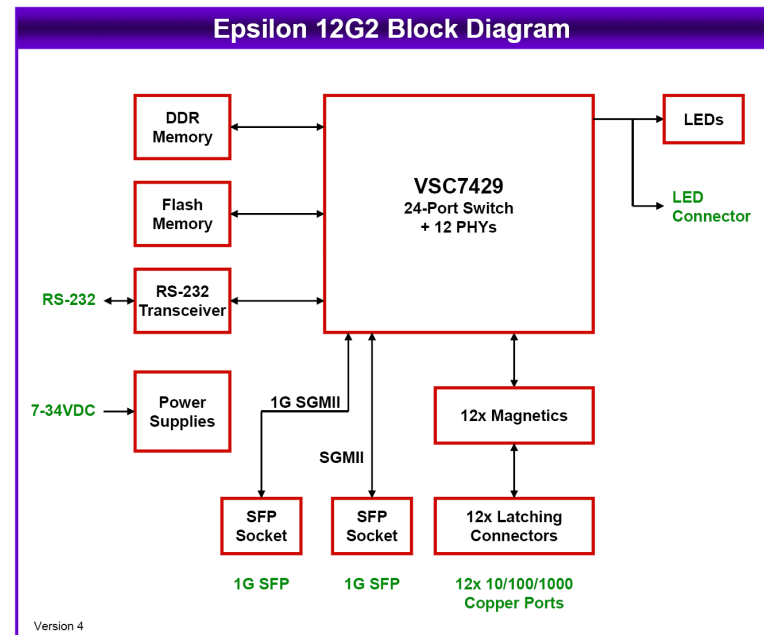 Epsilon 12G2 Block Diagram
DDR
Memory
Flash
Memory
RS-232
RS-232
Transceiver
7-34VDC
Power
Supplies
VSC7429
24-Port Switch
+ 12 PHYs
LEDs
LED
Connector
1G SGMII
SGMII
12x Magnetics
SFP
Socket
SFP
Socket
12x Latching
Connectors
1G SFP
1G SFP
12x 10/100/1000
Copper Ports
Version 4